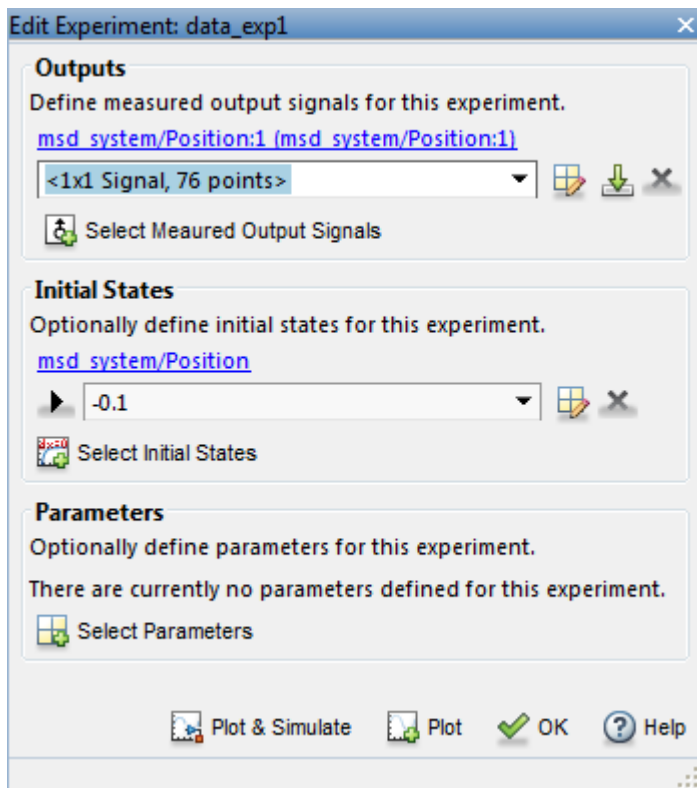 Edit Experiment: data_exp1
Outputs
Define measured output signals for this experiment.
msd_system/Position:1 (msd_system/Position:1)
<1x1 Signal, 76 points>
Select Meaured Output Signals
Initial States
Optionally define initial states for this experiment.
msd_system/Position
-0.1
Select Initial States
Parameters
Optionally define parameters for this experiment.
There are currently no parameters defined for this experiment.
Select Parameters
Plot & Simulate Plot OK Help